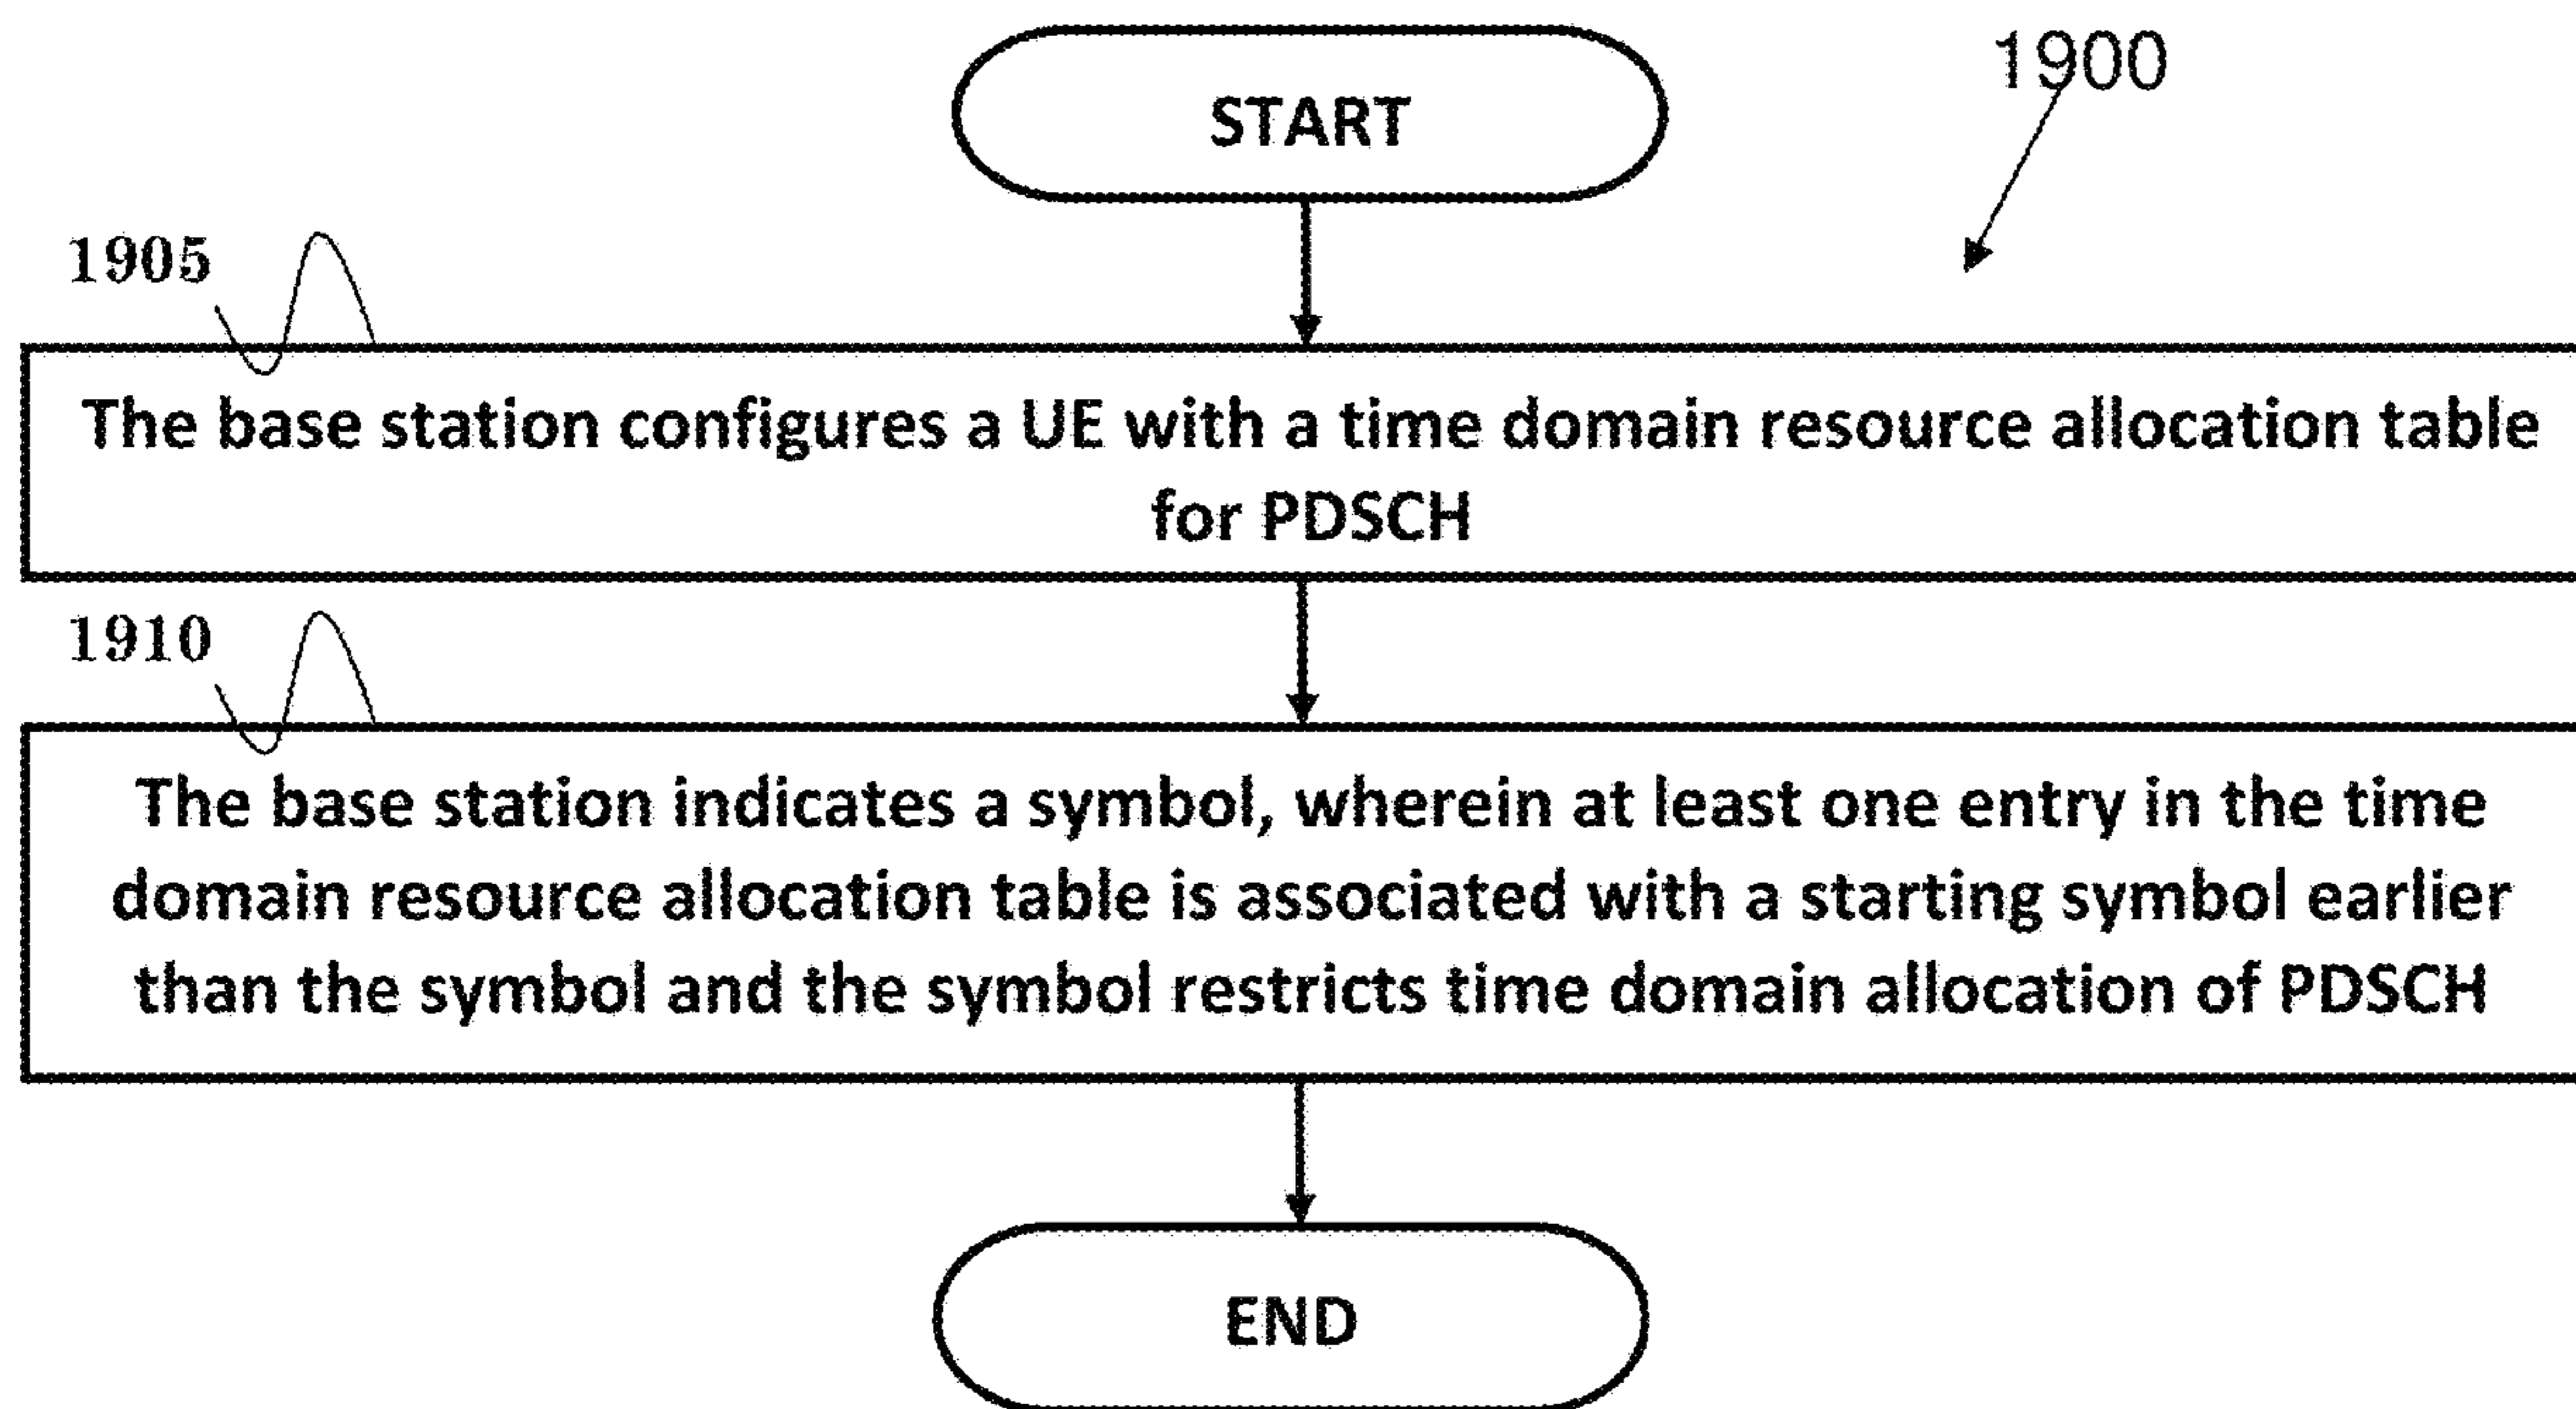 1900
START
1905
The base station configures a UE with a time domain resource allocation table
for PDSCH
1910
The base station indicates a symbol, wherein at least one entry in the time
domain resource allocation table is associated with a starting symbol earlier
than the symbol and the symbol restricts time domain allocation of PDSCH
END